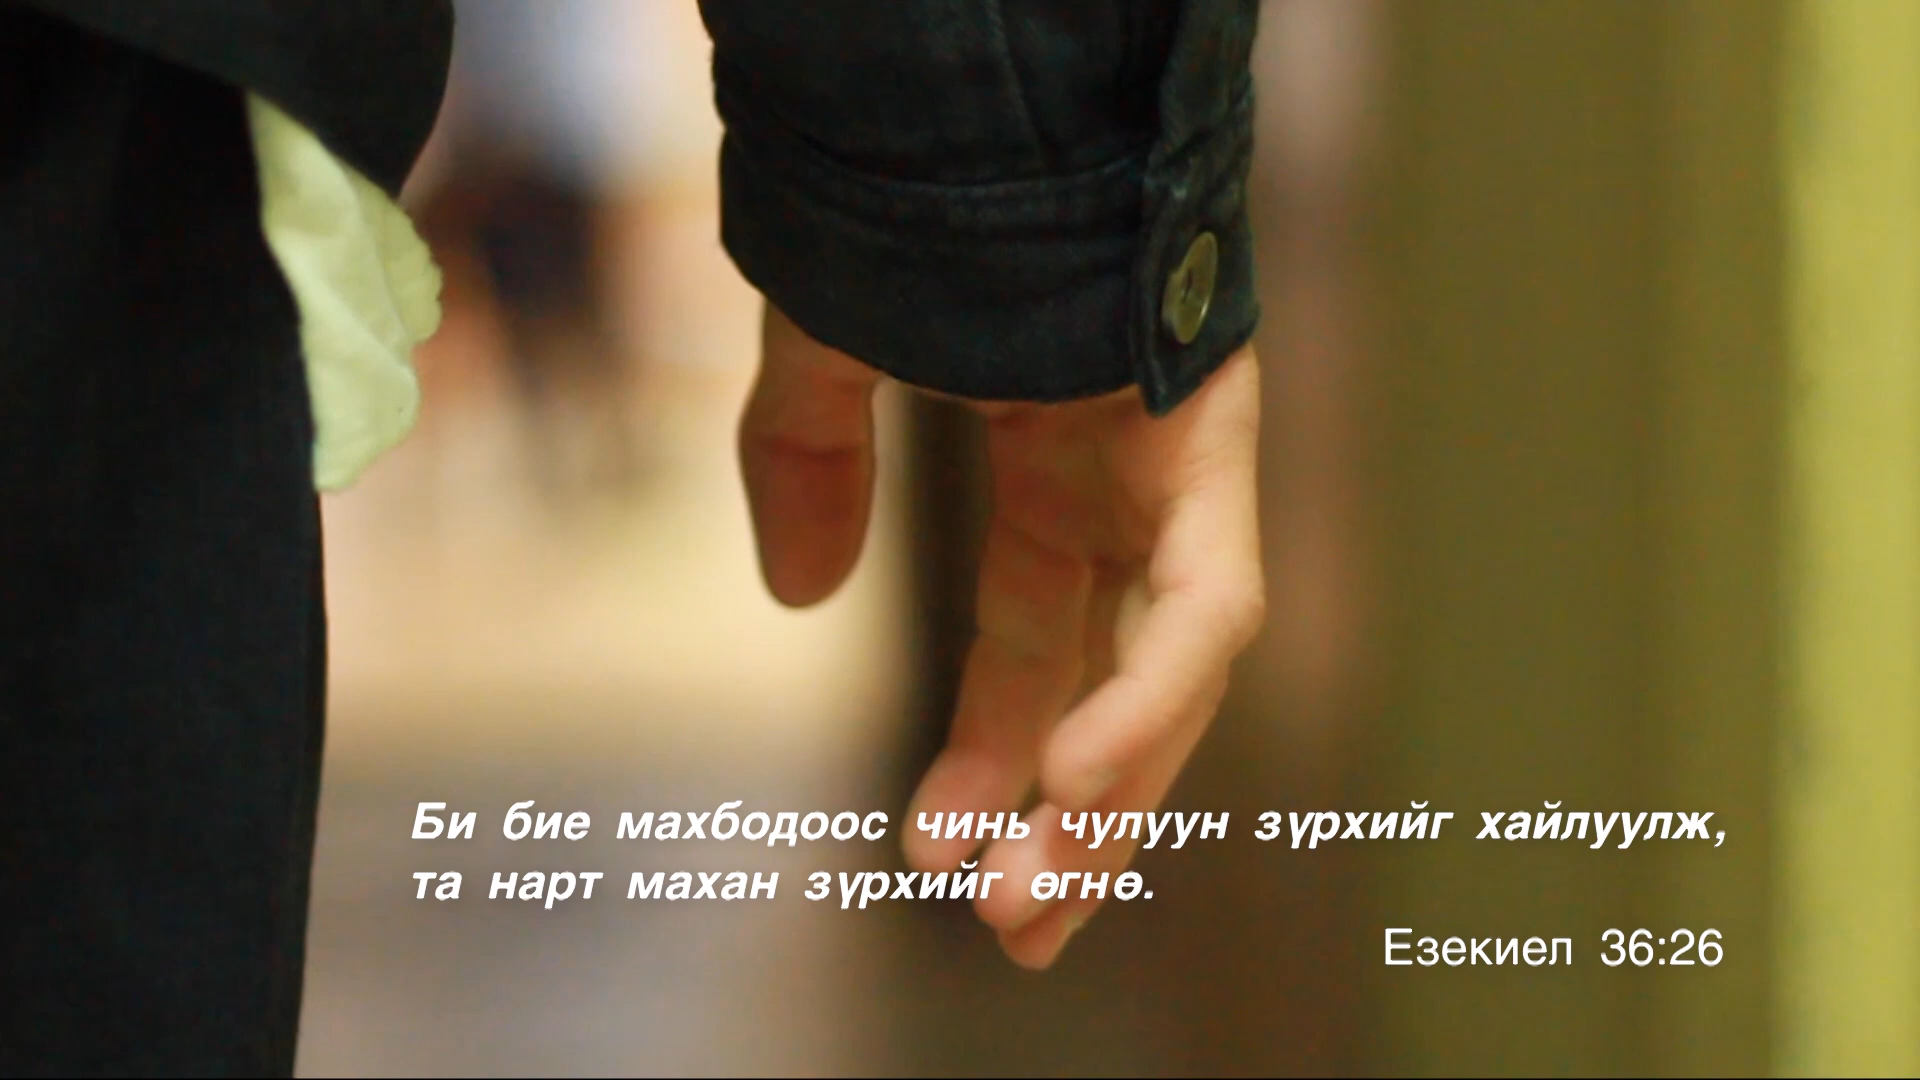 Би бие махбодоос чинь чулуун зүрхийг хайлуулж,
та нарт махан зүрхийг өгнө.
Езекиел 36:26